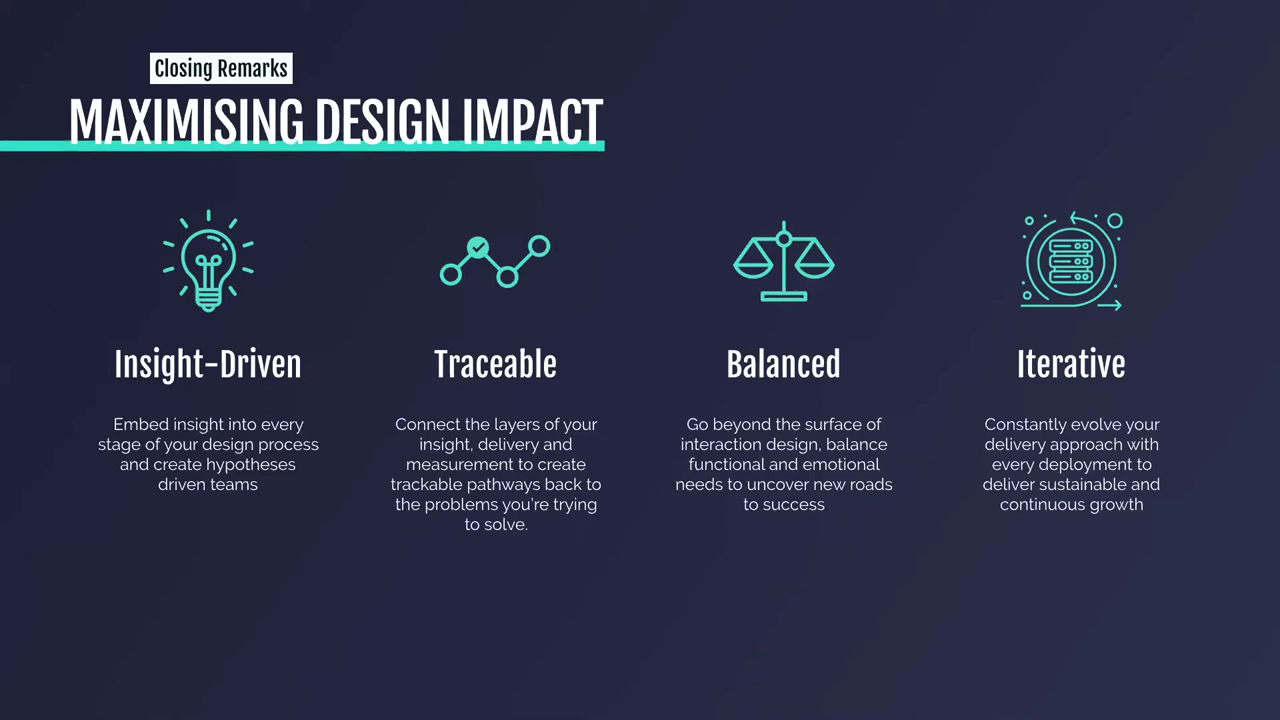 Closing Remarks
MAXIMISING DESIGN IMPACT
Insight-Driven
Embed insight into every
stage of your design process
and create hypotheses
driven teams
Traceable
Connect the layers of your
insight, delivery and
measurement to create
trackable pathways back to
the problems you're trying
to solve.
Balanced
Go beyond the surface of
interaction design, balance
functional and emotional
needs to uncover new roads
to success
Iterative
Constantly evolve your
delivery approach with
every deployment to
deliver sustainable and
continuous growth